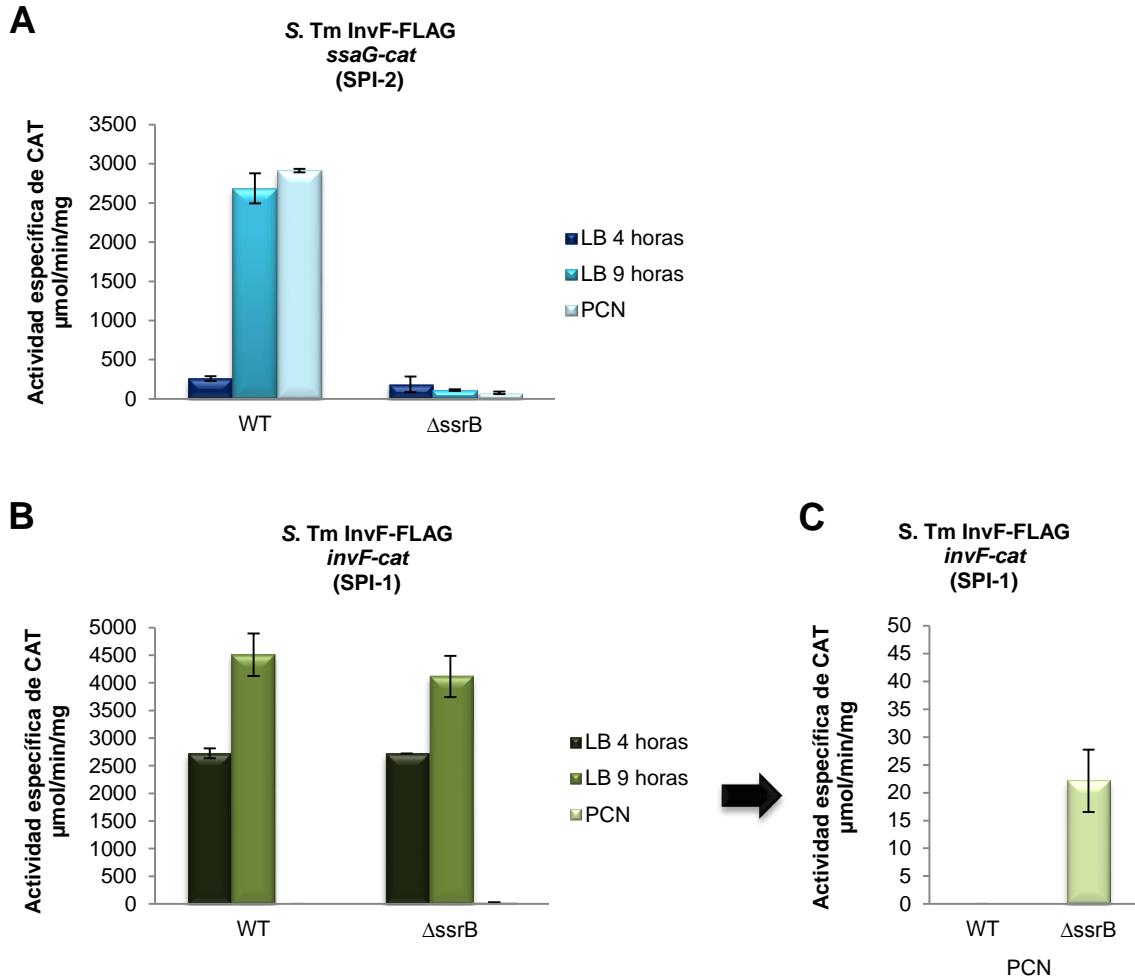 A
S. Tm InvF-FLAG
ssaG-cat
(SPI-2)
Actividad específica de CAT
µmol/min/mg
3500
3000
2500
2000
1500
1000
500
0
WT
∆ssrB
LB 4 horas
LB 9 horas
PCN
B
S. Tm InvF-FLAG
invF-cat
(SPI-1)
Actividad específica de CAT
µmol/min/mg
5000
4500
4000
3500
3000
2500
2000
1500
1000
500
0
WT
∆ssrB
LB 4 horas
LB 9 horas
PCN
C
S. Tm InvF-FLAG
invF-cat
(SPI-1)
Actividad específica de CAT
µmol/min/mg
50
45
40
35
30
25
20
15
10
5
0
WT
∆ssrB
PCN